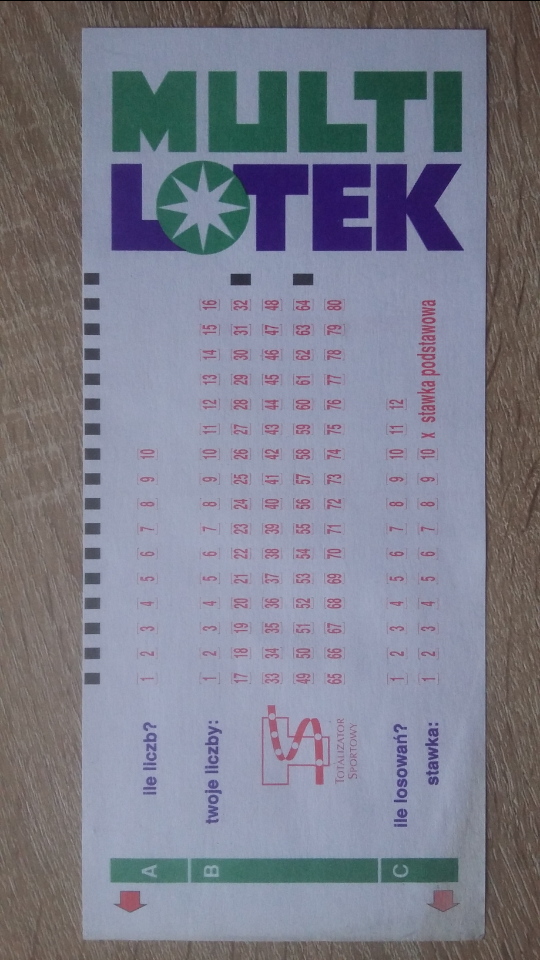 MULTI
LOTEK
A
ile liczb?
1 2 3 4 5 6 7 8 9 10
B
twoje liczby:
1 2 3 4 5 6 7 8 9 10 11 12 13 14 15 16
17 18 19 20 21 22 23 24 25 26 27 28 29 30 31 32
33 34 35 36 37 38 39 40 41 42 43 44 45 46 47 48
49 50 51 52 53 54 55 56 57 58 59 60 61 62 63 64
65 66 67 68 69 70 71 72 73 74 75 76 77 78 79 80
TOTALIZATOR
SPORTOWY
C
ile losowań?
1 2 3 4 5 6 7 8 9 10 11 12
stawka:
1 2 3 4 5 6 7 8 9 10 x stawka podstawowa